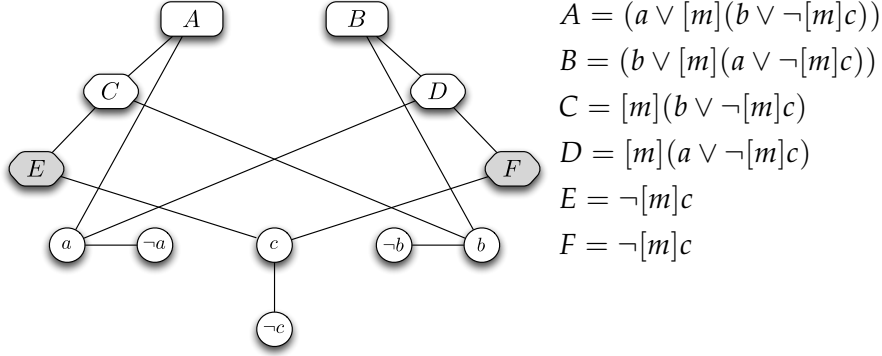 A B
A = (a ∨ [m](b ∨ ¬[m]c))
B = (b ∨ [m](a ∨ ¬[m]c))
C D
C = [m](b ∨ ¬[m]c)
D = [m](a ∨ ¬[m]c)
E F
E = ¬[m]c
F = ¬[m]c
a ¬a c ¬b b
¬c